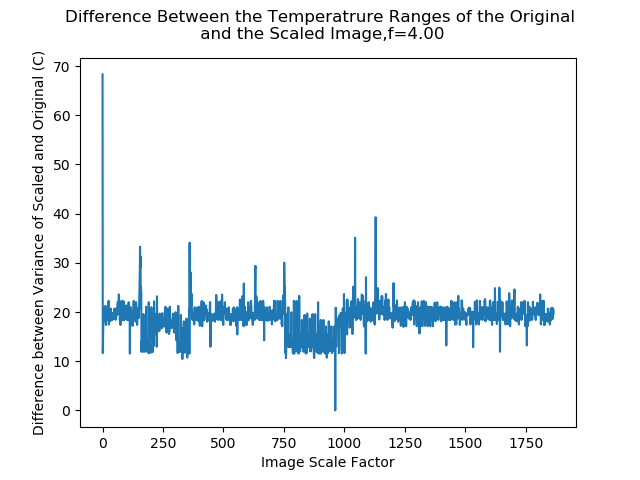 Difference Between the Temperatrure Ranges of the Original
and the Scaled Image,f=4.00
Difference between Variance of Scaled and Original (C)
70
60
50
40
30
20
10
0
0 250 500 750 1000 1250 1500 1750
Image Scale Factor